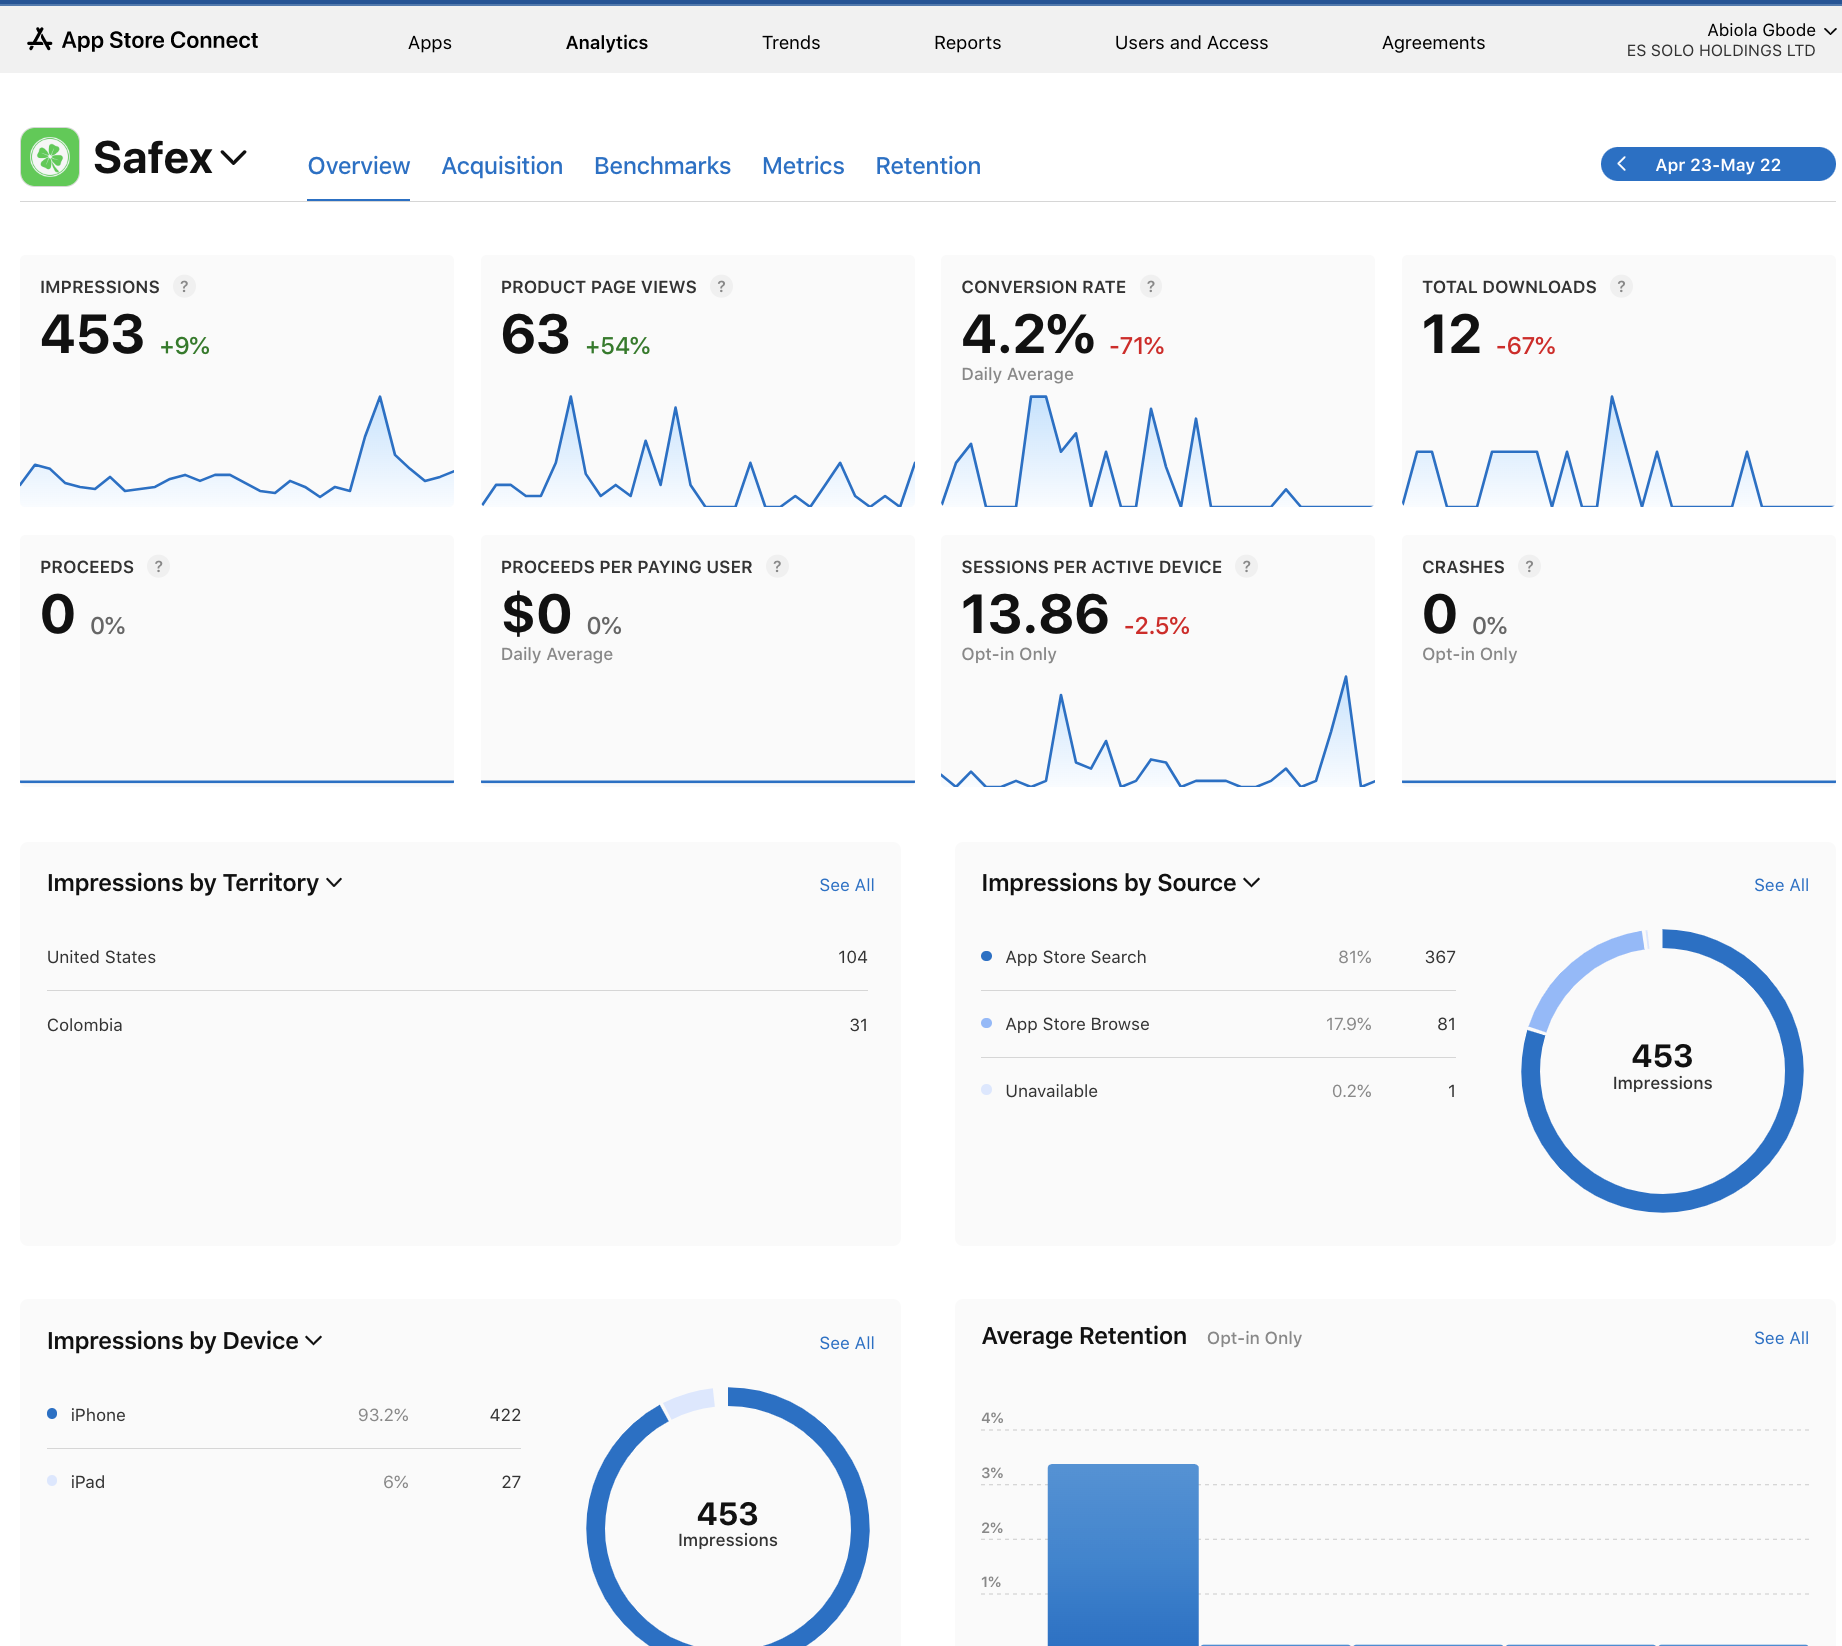 App Store Connect
Apps
Analytics
Trends
Reports
Users and Access
Agreements
Abiola Gbode
ES SOLO HOLDINGS LTD
Safex
Overview
Acquisition
Benchmarks
Metrics
Retention
Apr 23-May 22
IMPRESSIONS ?
453 +9%
PRODUCT PAGE VIEWS ?
63 +54%
CONVERSION RATE ?
4.2% -71%
Daily Average
TOTAL DOWNLOADS ?
12 -67%
PROCEEDS ?
0 0%
PROCEEDS PER PAYING USER ?
$0 0%
Daily Average
SESSIONS PER ACTIVE DEVICE ?
13.86 -2.5%
Opt-in Only
CRASHES ?
0 0%
Opt-in Only
Impressions by Territory
See All
United States 104
Colombia 31
Impressions by Source
See All
App Store Search 81% 367
App Store Browse 17.9% 81
Unavailable 0.2% 1
453
Impressions
Impressions by Device
See All
iPhone 93.2% 422
iPad 6% 27
453
Impressions
Average Retention Opt-in Only
See All
4%
3%
2%
1%